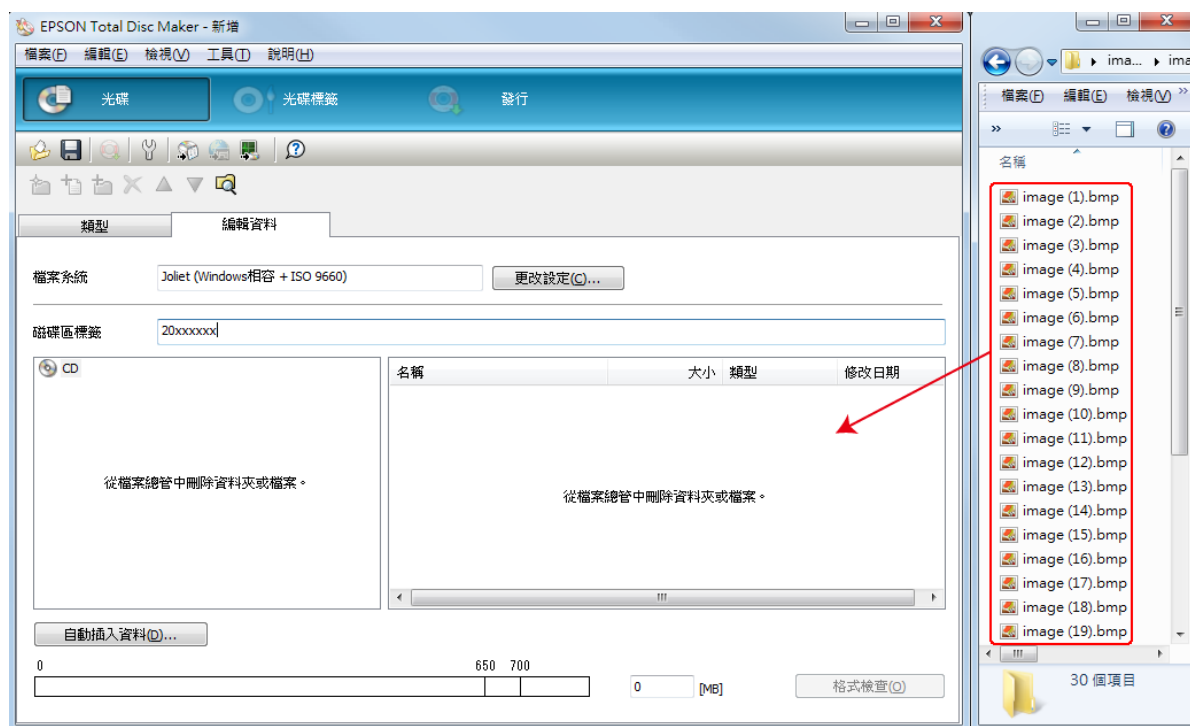 EPSON Total Disc Maker - 新增
檔案(F) 編輯(E) 檢視(V) 工具(T) 說明(H)
光碟 光碟標籤 發行
類型 編輯資料
檔案系統 Joliet (Windows相容 + ISO 9660) 更改設定(C)...
磁碟區標籤 20xxxxxx
CD
名稱 大小 類型 修改日期
從檔案總管中刪除資料夾或檔案。
從檔案總管中刪除資料夾或檔案。
自動插入資料(D)...
0 650 700
0 [MB] 格式檢查(O)
ima... ima
檔案(F) 編輯(E) 檢視(V) »
»
名稱
image (1).bmp
image (2).bmp
image (3).bmp
image (4).bmp
image (5).bmp
image (6).bmp
image (7).bmp
image (8).bmp
image (9).bmp
image (10).bmp
image (11).bmp
image (12).bmp
image (13).bmp
image (14).bmp
image (15).bmp
image (16).bmp
image (17).bmp
image (18).bmp
image (19).bmp
30 個項目